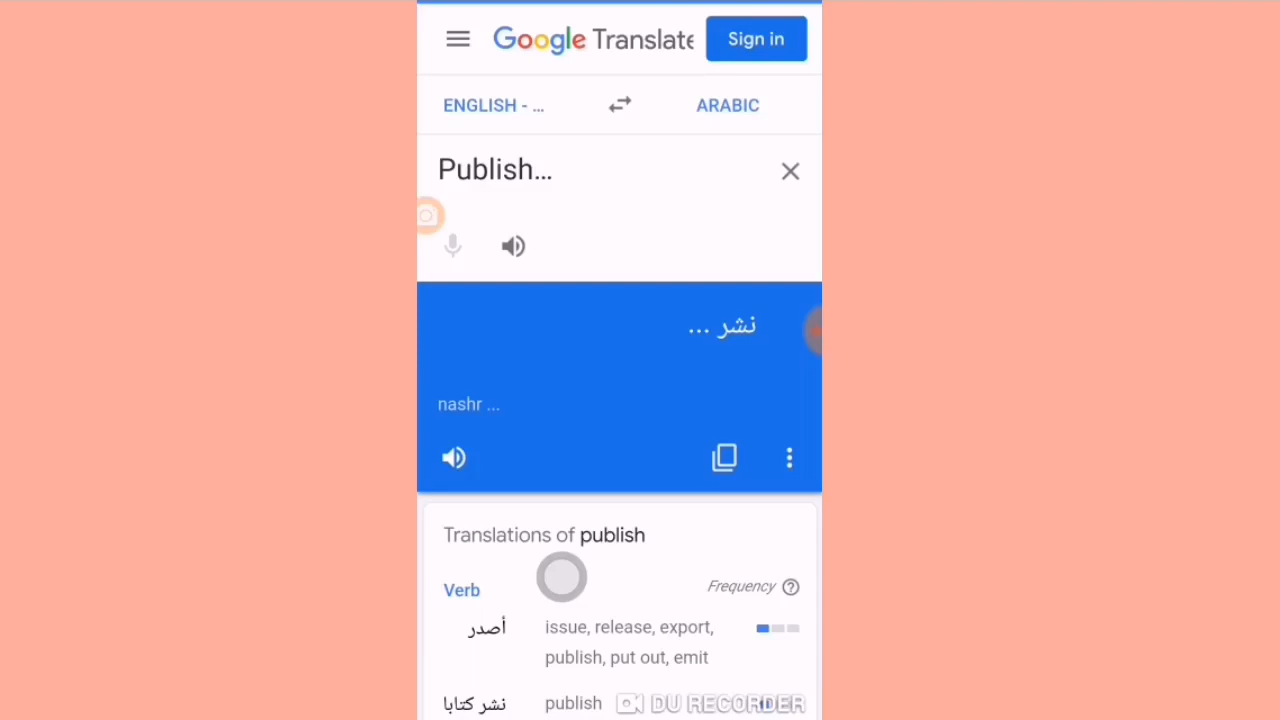 Google Translate Sign in
ENGLISH - ... ARABIC
Publish...
نشر ...
nashr ...
Translations of publish
Verb Frequency
أصدر issue, release, export,
publish, put out, emit
نشر كتابا publish
DU RECORDER